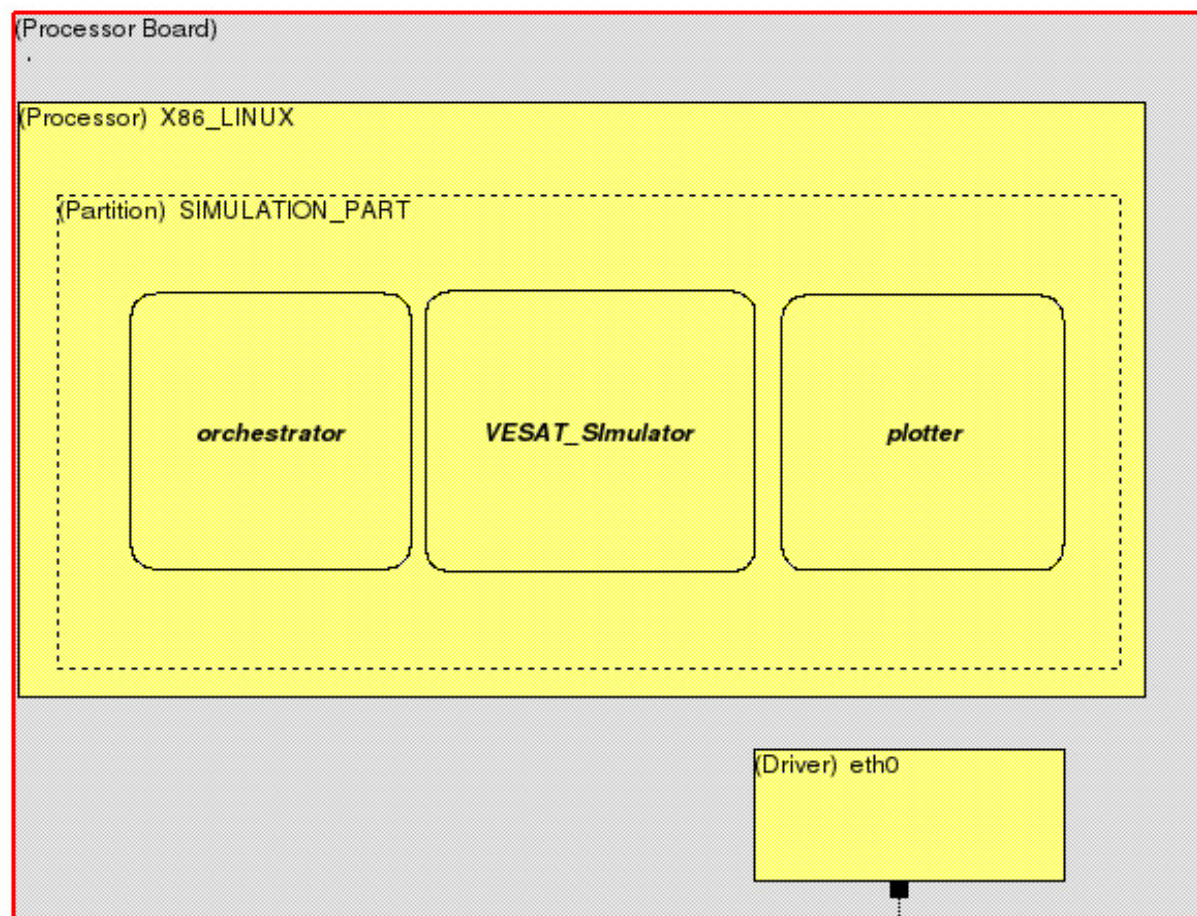 (Processor Board)
(Processor) X86_LINUX
(Partition) SIMULATION_PART
orchestrator
VESAT_SImulator
plotter
(Driver) eth0